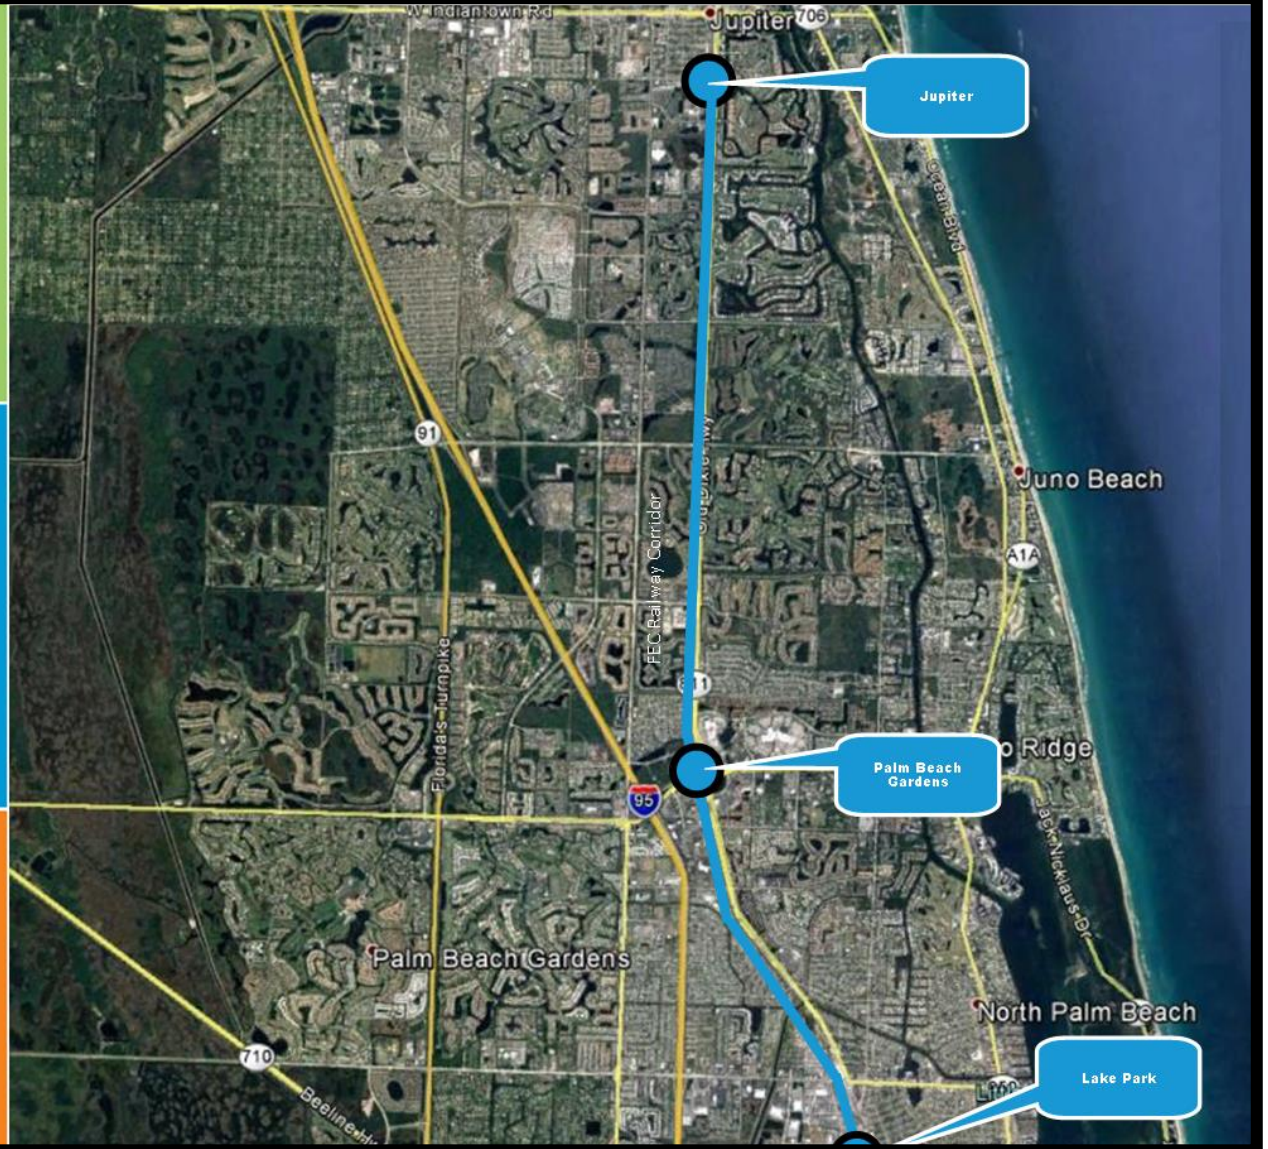 W Indiantown Rd
Jupiter
706
Jupiter
Ocean Blvd
91
Juno Beach
Old Dixie Hwy
FEC Railway Corridor
A1A
Florida's Turnpike
Palm Beach
Gardens
Ridge
95
Jack Nicklaus Dr
Palm Beach Gardens
North Palm Beach
710
Lake Park
Beeline